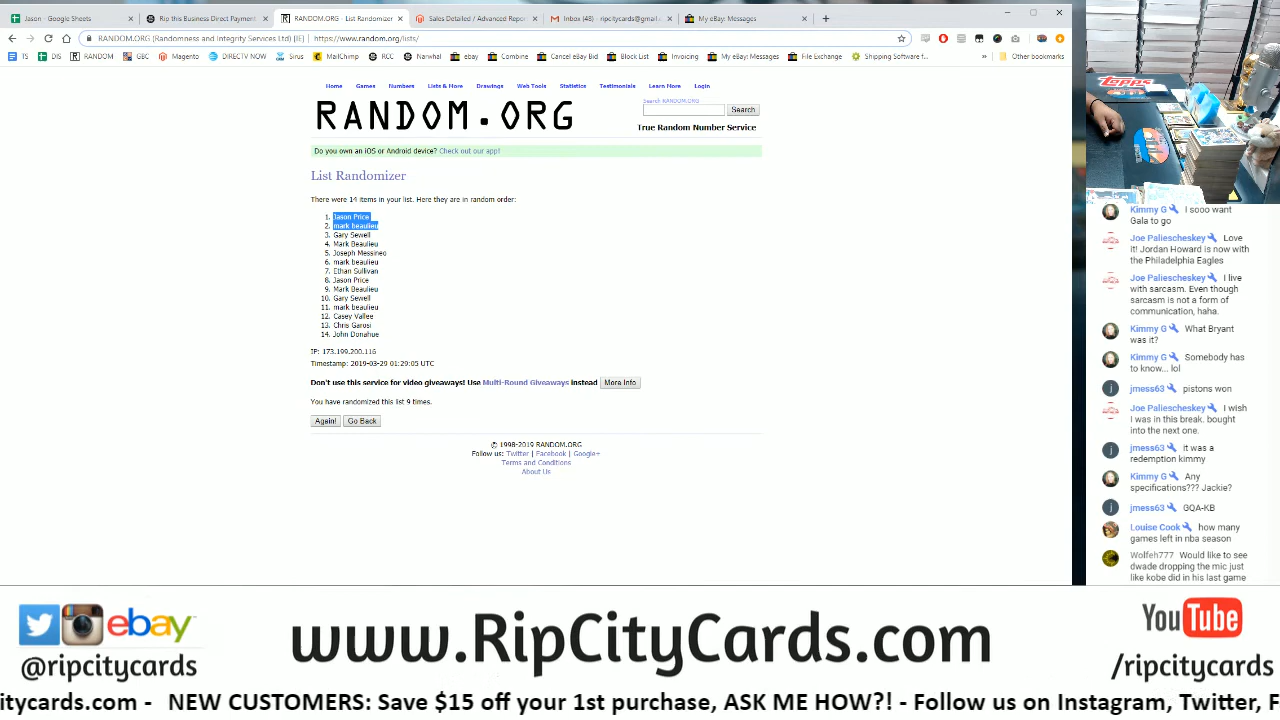 Jason - Google Sheets
Rip this Business Direct Payment
RANDOM.ORG - List Randomizer
Sales Detailed / Advanced Repor
Inbox (48) - ripcitycards@gmail
My eBay: Messages
RANDOM.ORG (Randomness and Integrity Services Ltd) [IE] | https://www.random.org/lists/
TS
DIS
RANDOM
GBC
Magento
DIRECTV NOW
Sirus
MailChimp
RCC
Narwhal
ebay
Combine
Cancel eBay Bid
Block List
Invoicing
My eBay: Messages
File Exchange
Shipping Software f...
Other bookmarks
Home
Games
Numbers
Lists & More
Drawings
Web Tools
Statistics
Testimonials
Learn More
Login
RANDOM.ORG
Search RANDOM.ORG
Search
True Random Number Service
Do you own an iOS or Android device? Check out our app!
List Randomizer
There were 14 items in your list. Here they are in random order:
1. Jason Price
2. mark beaulieu
3. Gary Sewell
4. Mark Beaulieu
5. Joseph Messineo
6. mark beaulieu
7. Ethan Sullivan
8. Jason Price
9. Mark Beaulieu
10. Gary Sewell
11. mark beaulieu
12. Casey Vallee
13. Chris Garosi
14. John Donahue
IP: 173.199.200.116
Timestamp: 2019-03-29 01:29:05 UTC
Don't use this service for video giveaways! Use Multi-Round Giveaways instead More Info
You have randomized this list 9 times.
Again! Go Back
© 1998-2019 RANDOM.ORG
Follow us: Twitter | Facebook | Google+
Terms and Conditions
About Us
topps
Kimmy G I sooo want
Gala to go
Joe Paliescheskey Love
it! Jordan Howard is now with
the Philadelphia Eagles
Joe Paliescheskey I live
with sarcasm. Even though
sarcasm is not a form of
communication, haha.
Kimmy G What Bryant
was it?
Kimmy G Somebody has
to know... lol
j jmess63 pistons won
Joe Paliescheskey I wish
I was in this break. bought
into the next one.
j jmess63 it was a
redemption kimmy
Kimmy G Any
specifications??? Jackie?
j jmess63 GQA-KB
Louise Cook how many
games left in nba season
Wolfeh777 Would like to see
dwade dropping the mic just
like kobe did in his last game
ebay
@ripcitycards
www.RipCityCards.com
YouTube
/ripcitycards
citycards.com - NEW CUSTOMERS: Save $15 off your 1st purchase, ASK ME HOW?! - Follow us on Instagram, Twitter, F